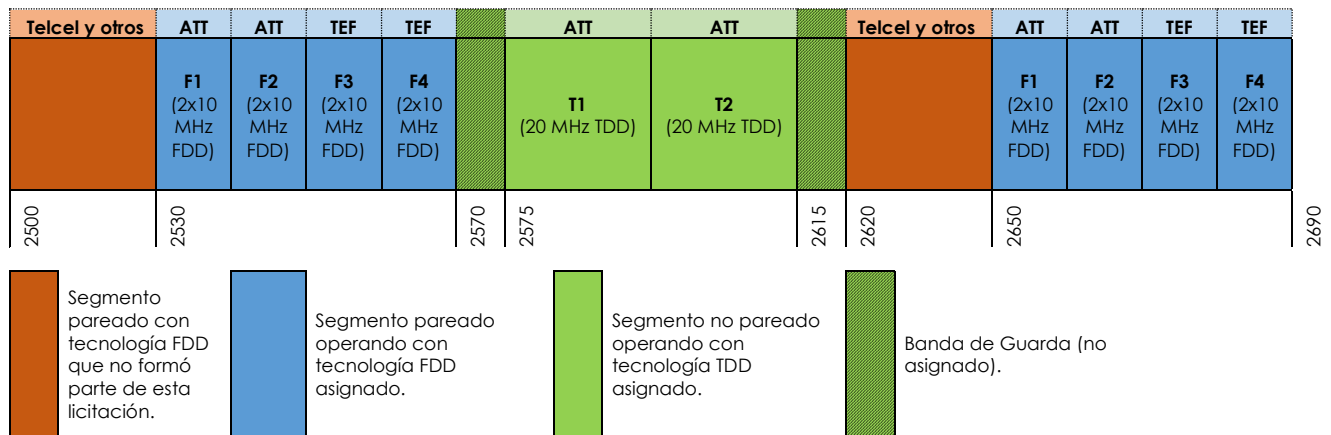 Telcel y otros ATT ATT TEF TEF ATT ATT Telcel y otros ATT ATT TEF TEF
F1 F2 F3 F4 F1 F2 F3 F4
(2x10 (2x10 (2x10 (2x10 T1 T2 (2x10 (2x10 (2x10 (2x10
MHz MHz MHz MHz (20 MHz TDD) (20 MHz TDD) MHz MHz MHz MHz
FDD) FDD) FDD) FDD) FDD) FDD) FDD) FDD)
2500 2530 2570 2575 2615 2620 2650 2690
Segmento
pareado con
tecnología FDD
que no formó
parte de esta
licitación.
Segmento pareado
operando con
tecnología FDD
asignado.
Segmento no pareado
operando con
tecnología TDD
asignado.
Banda de Guarda (no
asignado).